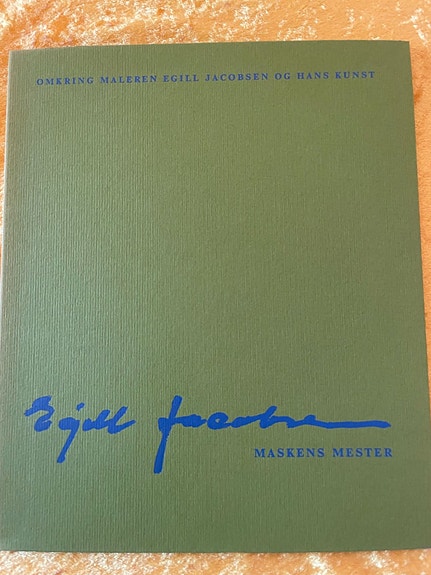 OMKRING MALEREN EGILL JACOBSEN OG HANS KUNST
Egill Jacobsen
MASKENS MESTER